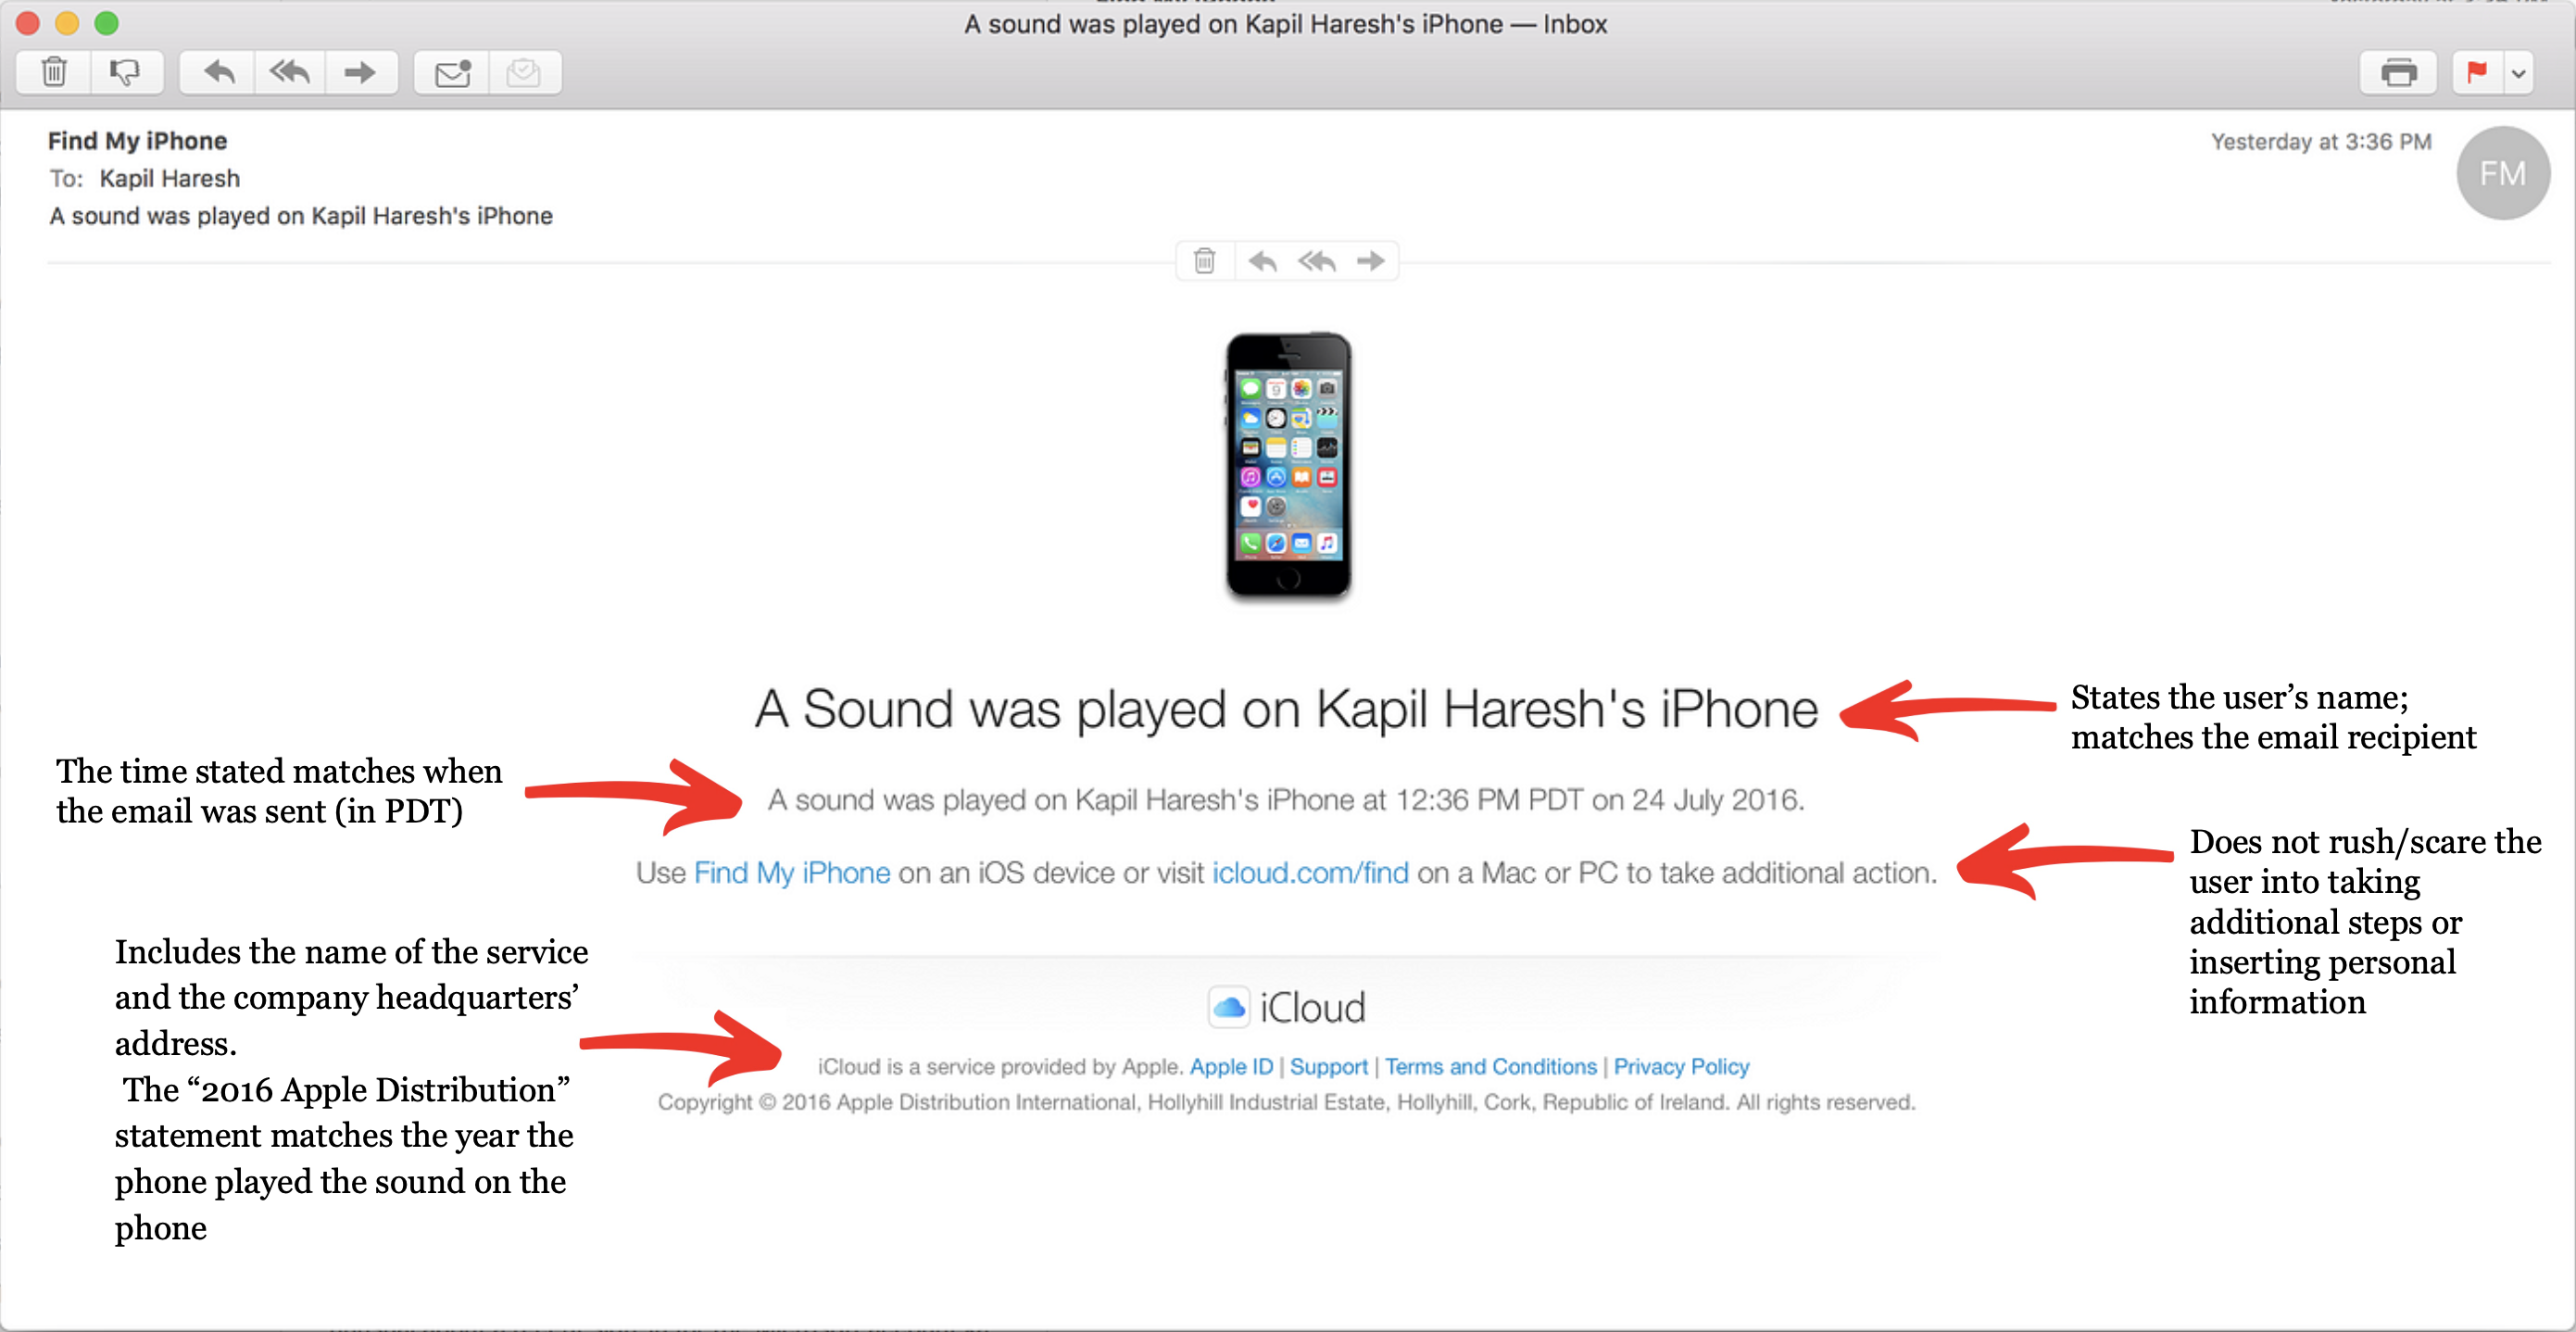 A sound was played on Kapil Haresh's iPhone — Inbox
Find My iPhone
Yesterday at 3:36 PM
FM
To: Kapil Haresh
A sound was played on Kapil Haresh's iPhone
A Sound was played on Kapil Haresh's iPhone
States the user’s name;
matches the email recipient
The time stated matches when
the email was sent (in PDT)
A sound was played on Kapil Haresh's iPhone at 12:36 PM PDT on 24 July 2016.
Use Find My iPhone on an iOS device or visit icloud.com/find on a Mac or PC to take additional action.
Does not rush/scare the
user into taking
additional steps or
inserting personal
information
Includes the name of the service
and the company headquarters’
address.
The “2016 Apple Distribution”
statement matches the year the
phone played the sound on the
phone
iCloud
iCloud is a service provided by Apple. Apple ID | Support | Terms and Conditions | Privacy Policy
Copyright © 2016 Apple Distribution International, Hollyhill Industrial Estate, Hollyhill, Cork, Republic of Ireland. All rights reserved.